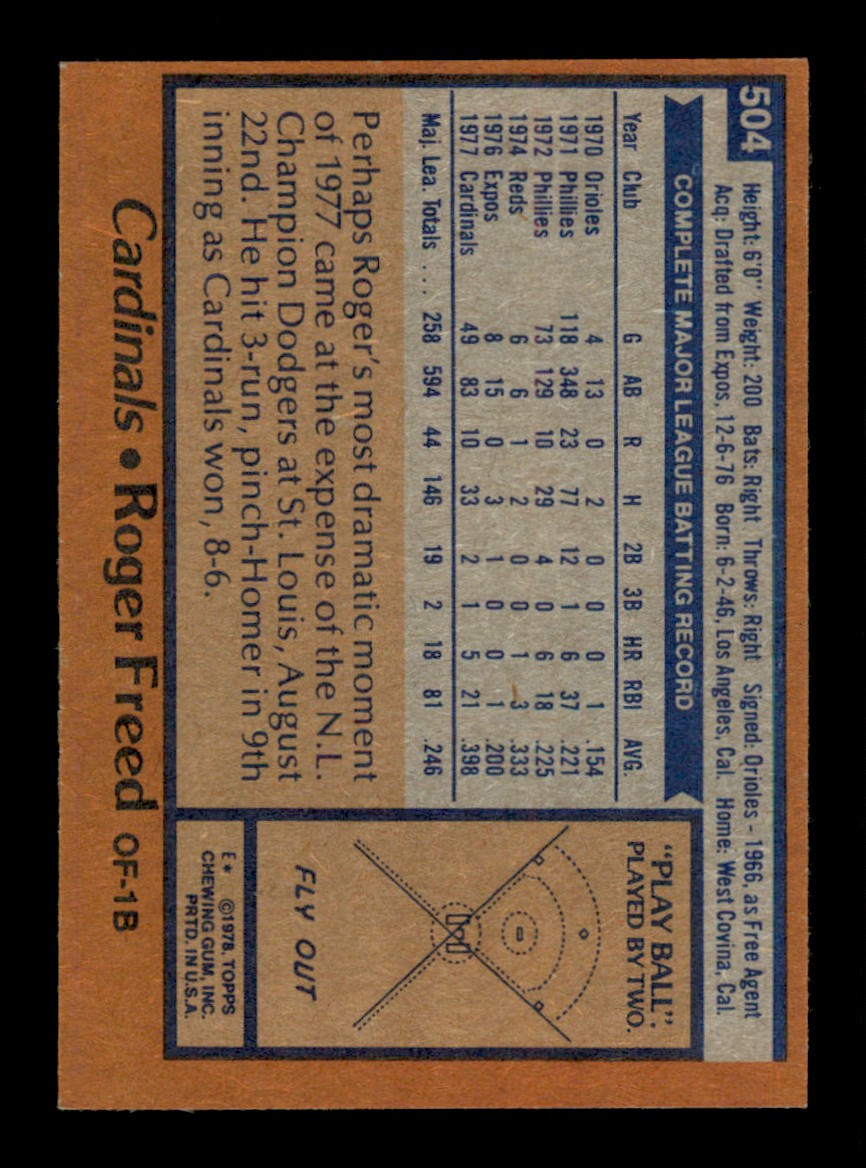 504
Height: 6'0" Weight: 200 Bats: Right Throws: Right Signed: Orioles - 1966, as Free Agent
Acq: Drafted from Expos, 12-6-76 Born: 6-2-46, Los Angeles, Cal. Home: West Covina, Cal.
COMPLETE MAJOR LEAGUE BATTING RECORD
Year Club G AB R H 2B 3B HR RBI AVG.
1970 Orioles 4 13 0 2 0 0 0 1 .154
1971 Phillies 118 348 23 77 12 1 6 37 .221
1972 Phillies 73 129 10 29 4 0 6 18 .225
1974 Reds 6 6 1 2 0 0 1 3 .333
1976 Expos 8 15 0 3 1 0 0 1 .200
1977 Cardinals 49 83 10 33 2 1 5 21 .398
Maj. Lea. Totals .... 258 594 44 146 19 2 18 81 .246
Perhaps Roger's most dramatic moment
of 1977 came at the expense of the N.L.
Champion Dodgers at St. Louis, August
22nd. He hit 3-run, pinch-Homer in 9th
inning as Cardinals won, 8-6.
"PLAY BALL".
PLAYED BY TWO.
FLY OUT
E* ©1978, TOPPS
CHEWING GUM, INC.
PRTD. IN U.S.A.
Cardinals • Roger Freed OF-1B